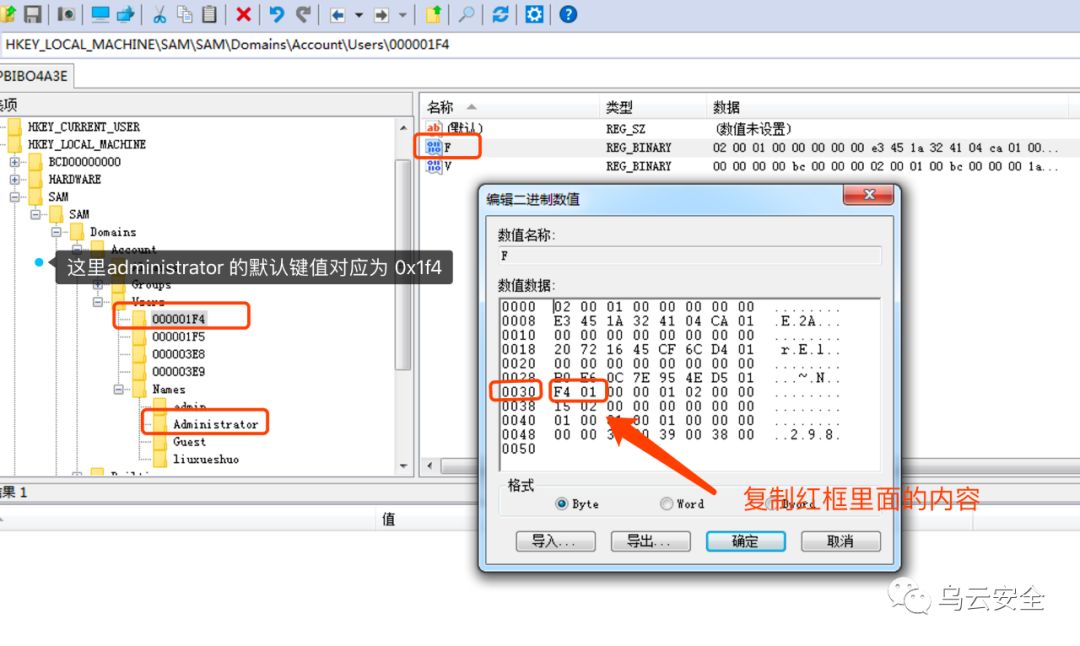 HKEY_LOCAL_MACHINE\SAM\SAM\Domains\Account\Users\000001F4
PBIBO4A3E
HKEY_CURRENT_USER
HKEY_LOCAL_MACHINE
BCD00000000
HARDWARE
SAM
SAM
Domains
Account
这里administrator 的默认键值对应为 0x1f4
Groups
Users
000001F4
000001F5
000003E8
000003E9
Names
admin
Administrator
Guest
liuxueshuo
名称 类型 数据
ab (默认) REG_SZ (数值未设置)
F REG_BINARY 02 00 01 00 00 00 00 00 e3 45 1a 32 41 04 ca 01 00...
V REG_BINARY 00 00 00 00 bc 00 00 00 02 00 01 00 bc 00 00 00 1a...
编辑二进制数值
数值名称:
F
数值数据:
0000 02 00 01 00 00 00 00 00 ........
0008 E3 45 1A 32 41 04 CA 01 .E.2A...
0010 00 00 00 00 00 00 00 00 ........
0018 20 72 16 45 CF 6C D4 01 r.E.l..
0020 00 00 00 00 00 00 00 00 ........
0028 E6 0C 7E 95 4E D5 01 ...~.N..
0030 F4 01 00 00 01 02 00 00 ........
0038 15 02 00 00 00 00 00 00 ........
0040 01 00 00 01 00 00 00 ........
0048 00 00 00 39 00 38 00 ..2.9.8.
0050
格式
Byte Word
复制红框里面的内容
导入... 导出... 确定 取消
果 1
值
乌云安全